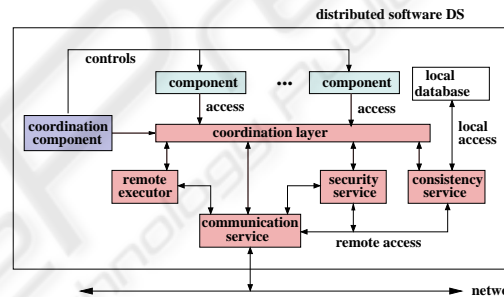 distributed software DS
controls
component
...
component
local
database
access
access
coordination
component
coordination layer
local
access
remote
executor
security
service
consistency
service
communication
service
remote access